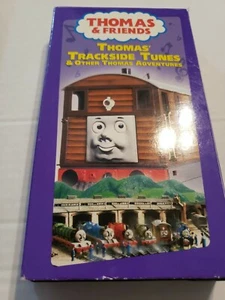 THOMAS
& FRIENDS
THOMAS'
TRACKSIDE TUNES
& OTHER THOMAS ADVENTURES